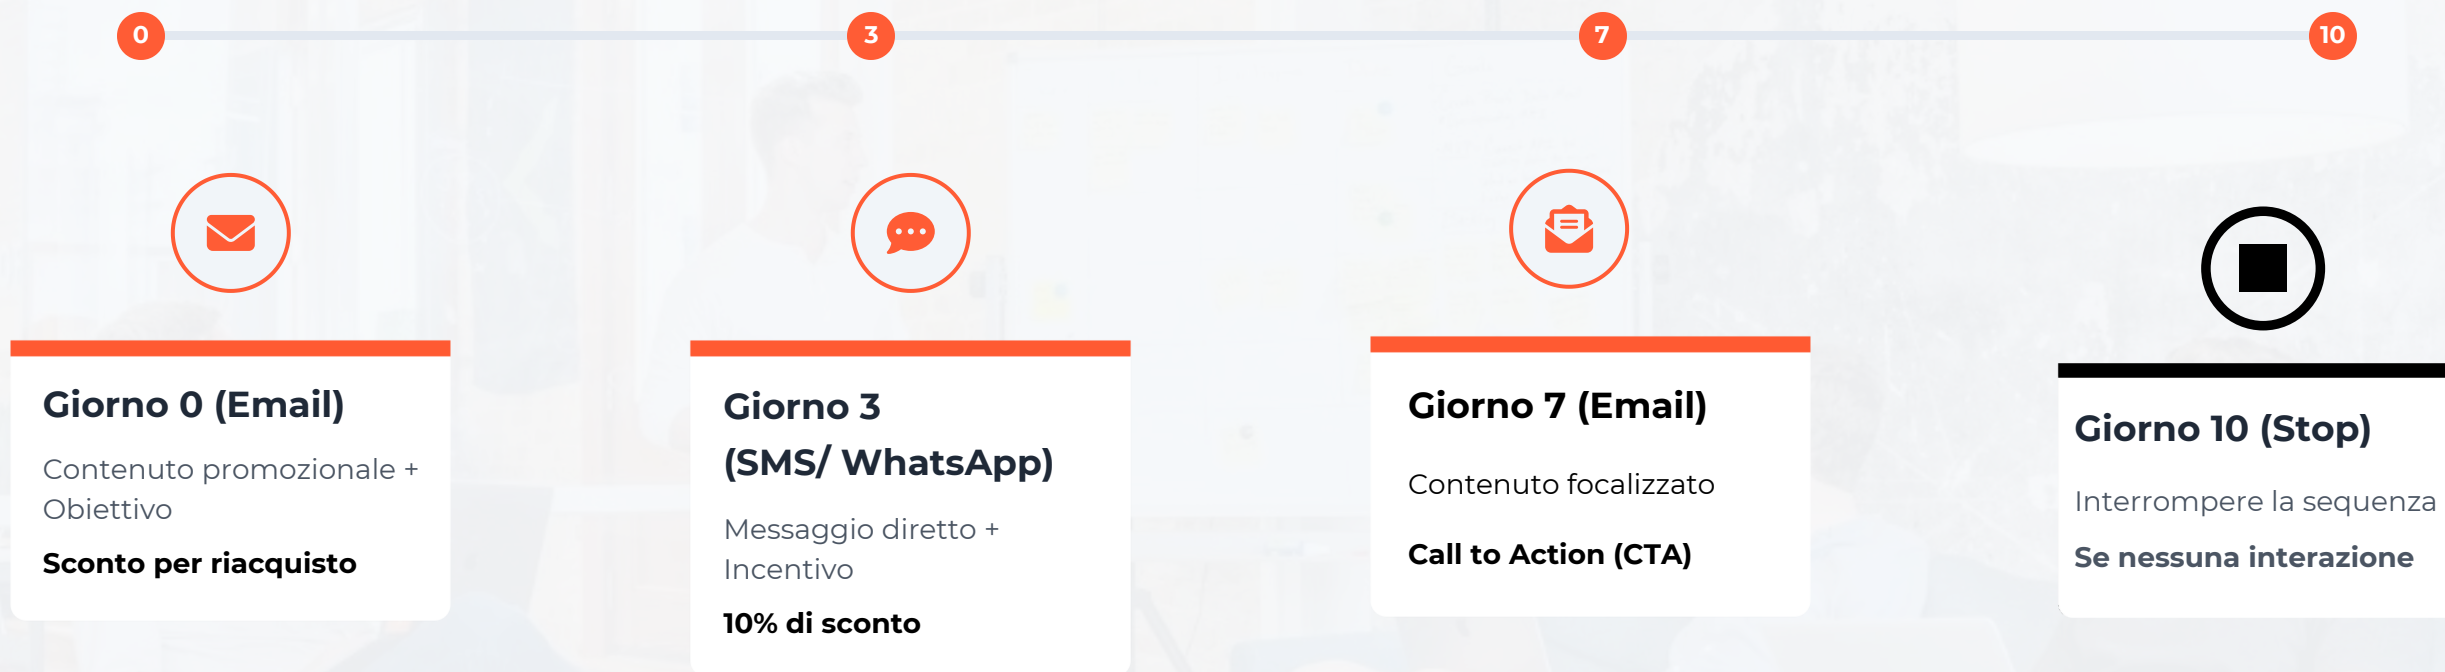 0
3
7
10
Giorno 0 (Email)
Contenuto promozionale +
Obiettivo
Sconto per riacquisto
Giorno 3
(SMS/ WhatsApp)
Messaggio diretto +
Incentivo
10% di sconto
Giorno 7 (Email)
Contenuto focalizzato
Call to Action (CTA)
Giorno 10 (Stop)
Interrompere la sequenza
Se nessuna interazione